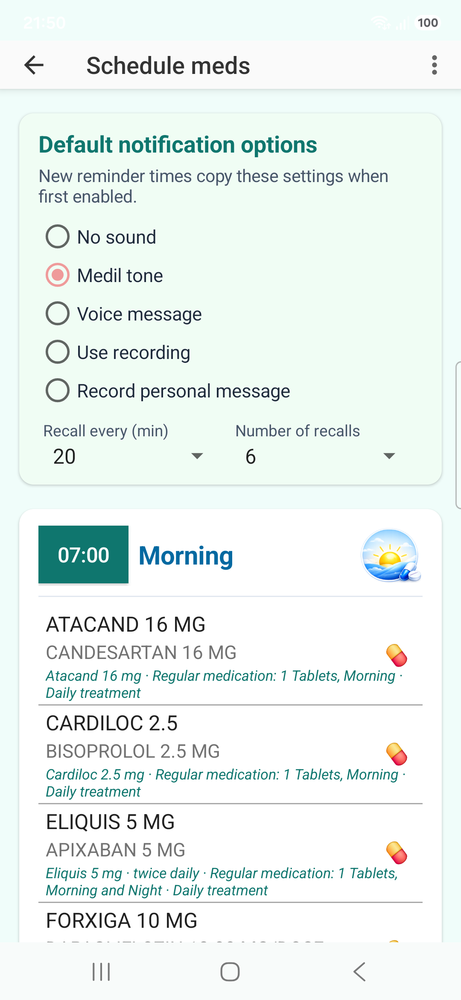 21:50
100
Schedule meds
Default notification options
New reminder times copy these settings when
first enabled.
No sound
Medil tone
Voice message
Use recording
Record personal message
Recall every (min)
Number of recalls
20
6
07:00
Morning
ATACAND 16 MG
CANDESARTAN 16 MG
Atacand 16 mg · Regular medication: 1 Tablets, Morning ·
Daily treatment
CARDILOC 2.5
BISOPROLOL 2.5 MG
Cardiloc 2.5 mg · Regular medication: 1 Tablets, Morning ·
Daily treatment
ELIQUIS 5 MG
APIXABAN 5 MG
Eliquis 5 mg · twice daily · Regular medication: 1 Tablets,
Morning and Night · Daily treatment
FORXIGA 10 MG